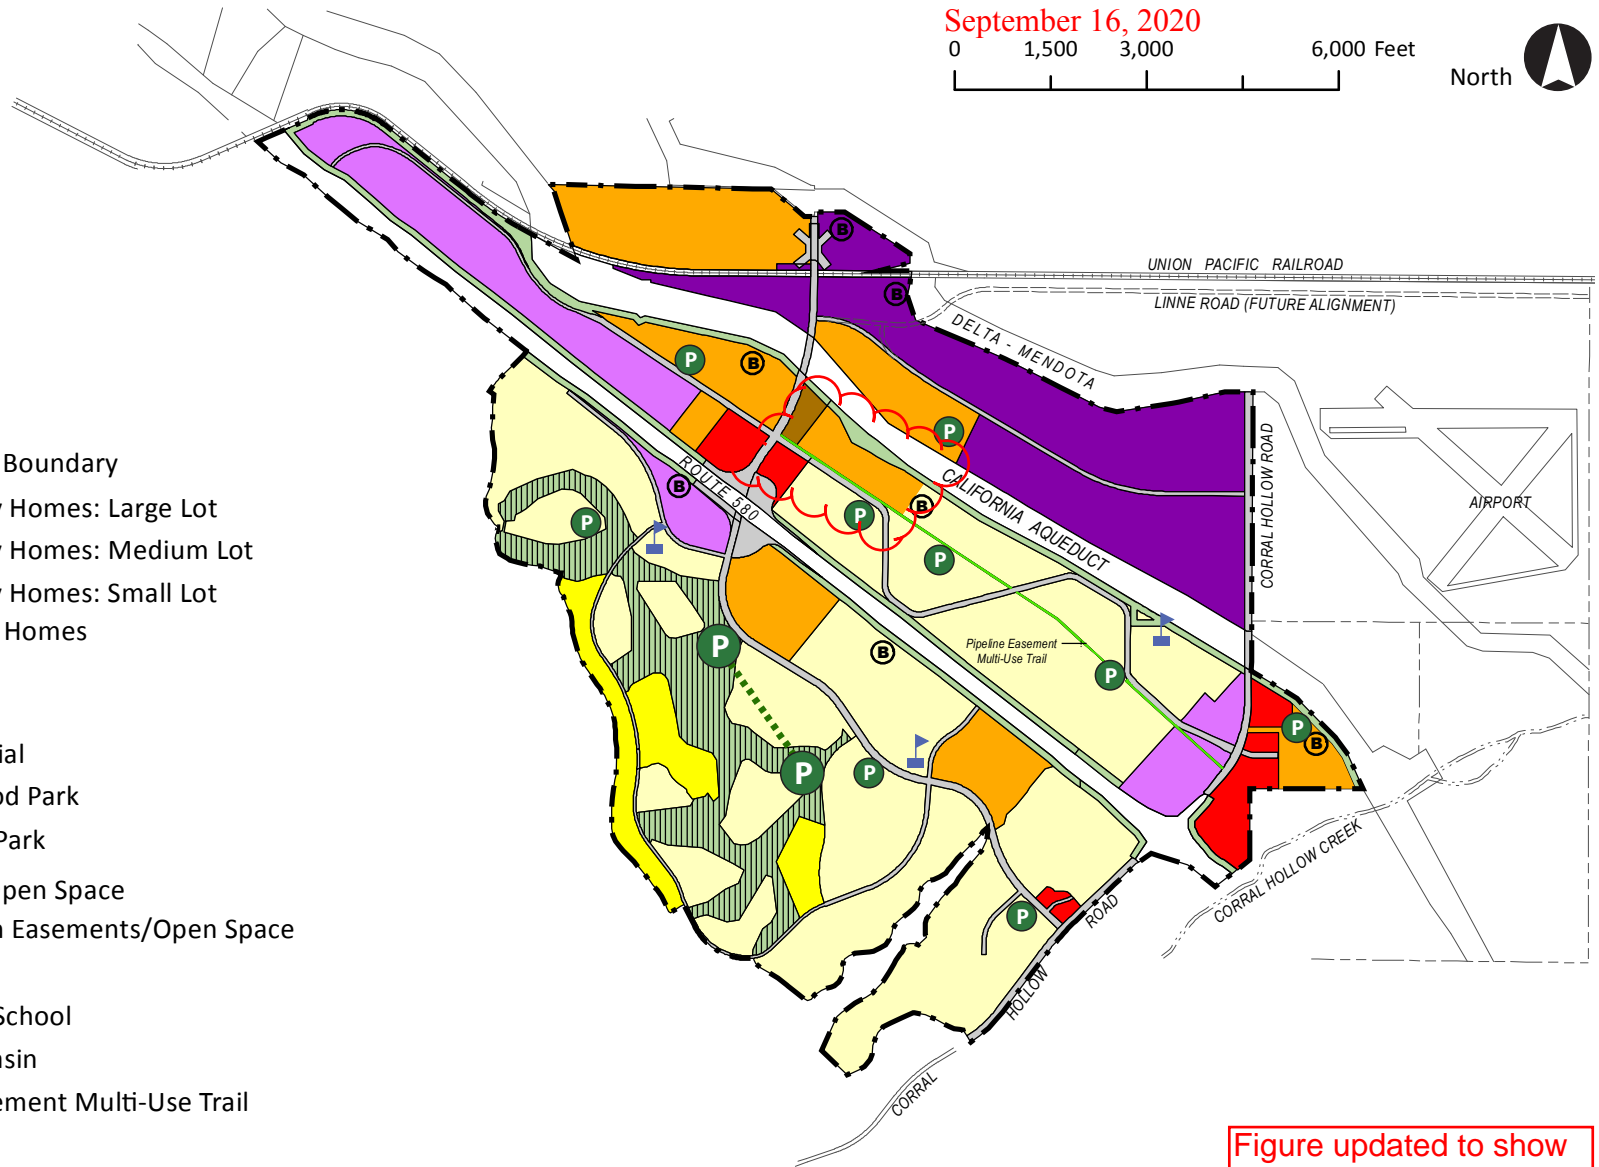 September 16, 2020
0 1,500 3,000 6,000 Feet
North
UNION PACIFIC RAILROAD
LINNE ROAD (FUTURE ALIGNMENT)
DELTA - MENDOTA
B
B
P
B
P
Boundary
y Homes: Large Lot
y Homes: Medium Lot
y Homes: Small Lot
Homes
ROUTE 580
CALIFORNIA AQUEDUCT
CORRAL HOLLOW ROAD
AIRPORT
B
P
P
B
P
Pipeline Easement
Multi-Use Trail
P
B
P
P
B
ial
od Park
Park
pen Space
n Easements/Open Space
School
asin
ement Multi-Use Trail
P
P
P
CORRAL HOLLOW CREEK
CORRAL HOLLOW ROAD
Figure updated to show